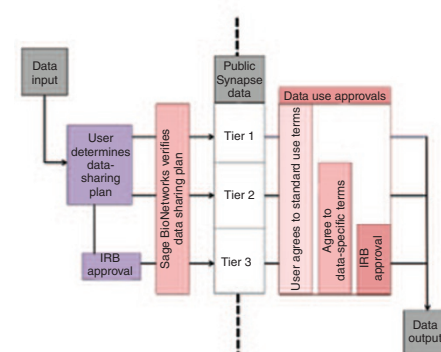 Data
input
User
determines
data-
sharing
plan
IRB
approval
Sage BioNetworks verifies
data sharing plan
Public
Synapse
data
Tier 1
Tier 2
Tier 3
Data use approvals
User agrees to standard use terms
Agree to
data-specific terms
IRB
approval
Data
output